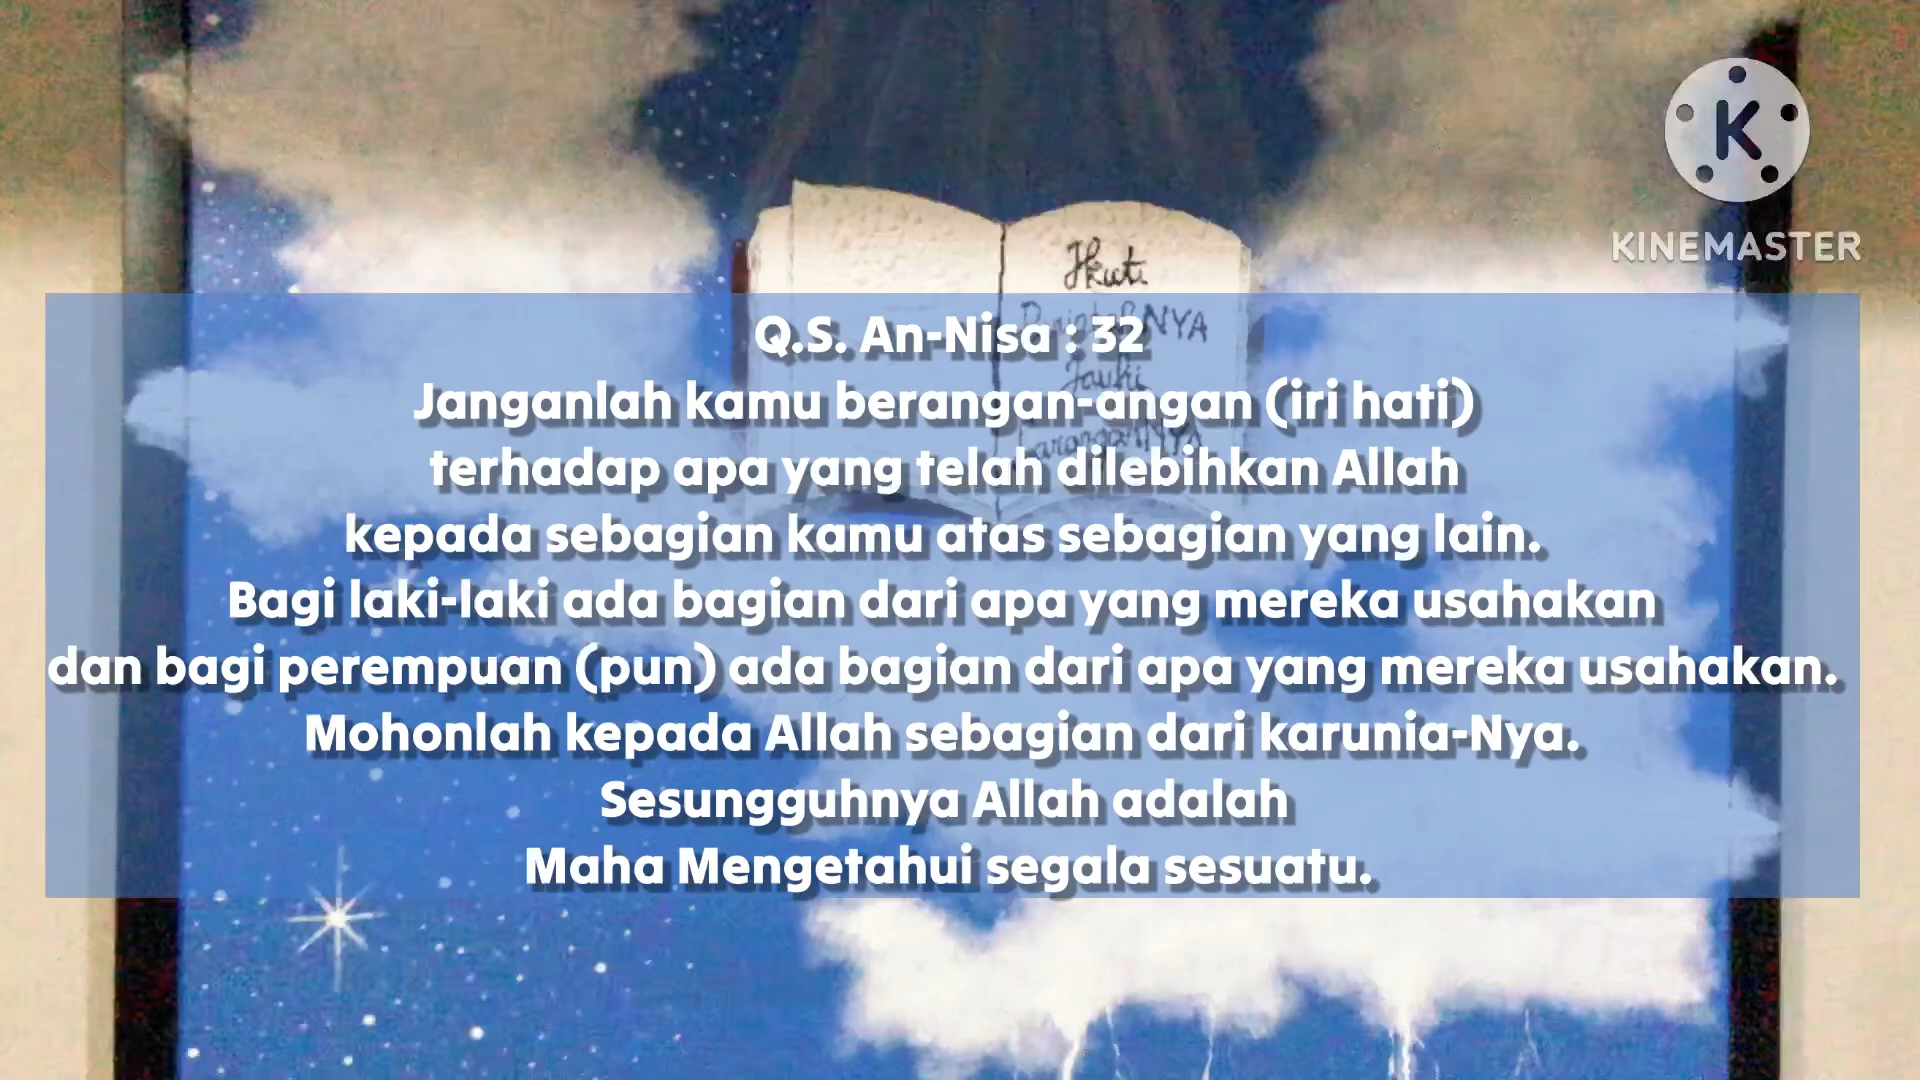 K
KINEMASTER
Ikuti
NYA
Jauhi
Q.S. An-Nisa : 32
Janganlah kamu berangan-angan (iri hati)
terhadap apa yang telah dilebihkan Allah
kepada sebagian kamu atas sebagian yang lain.
Bagi laki-laki ada bagian dari apa yang mereka usahakan
dan bagi perempuan (pun) ada bagian dari apa yang mereka usahakan.
Mohonlah kepada Allah sebagian dari karunia-Nya.
Sesungguhnya Allah adalah
Maha Mengetahui segala sesuatu.